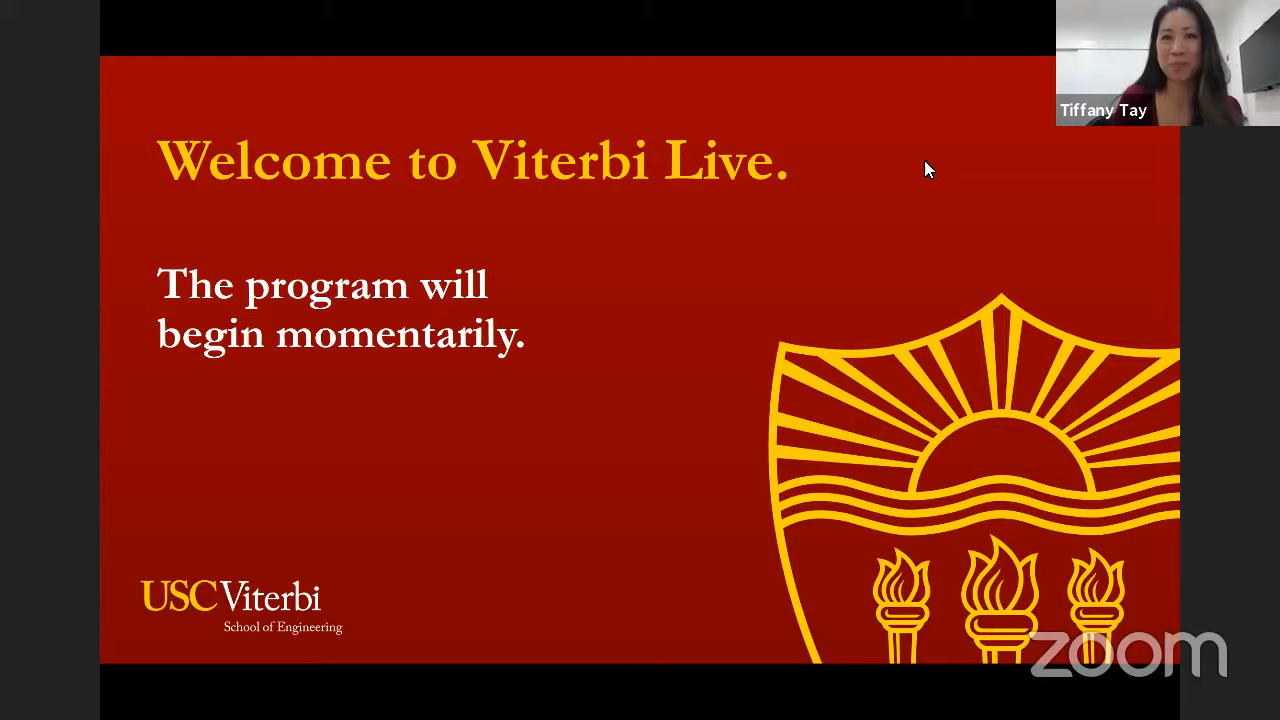 Tiffany Tay
Welcome to Viterbi Live.
The program will
begin momentarily.
USC Viterbi
School of Engineering
zoom